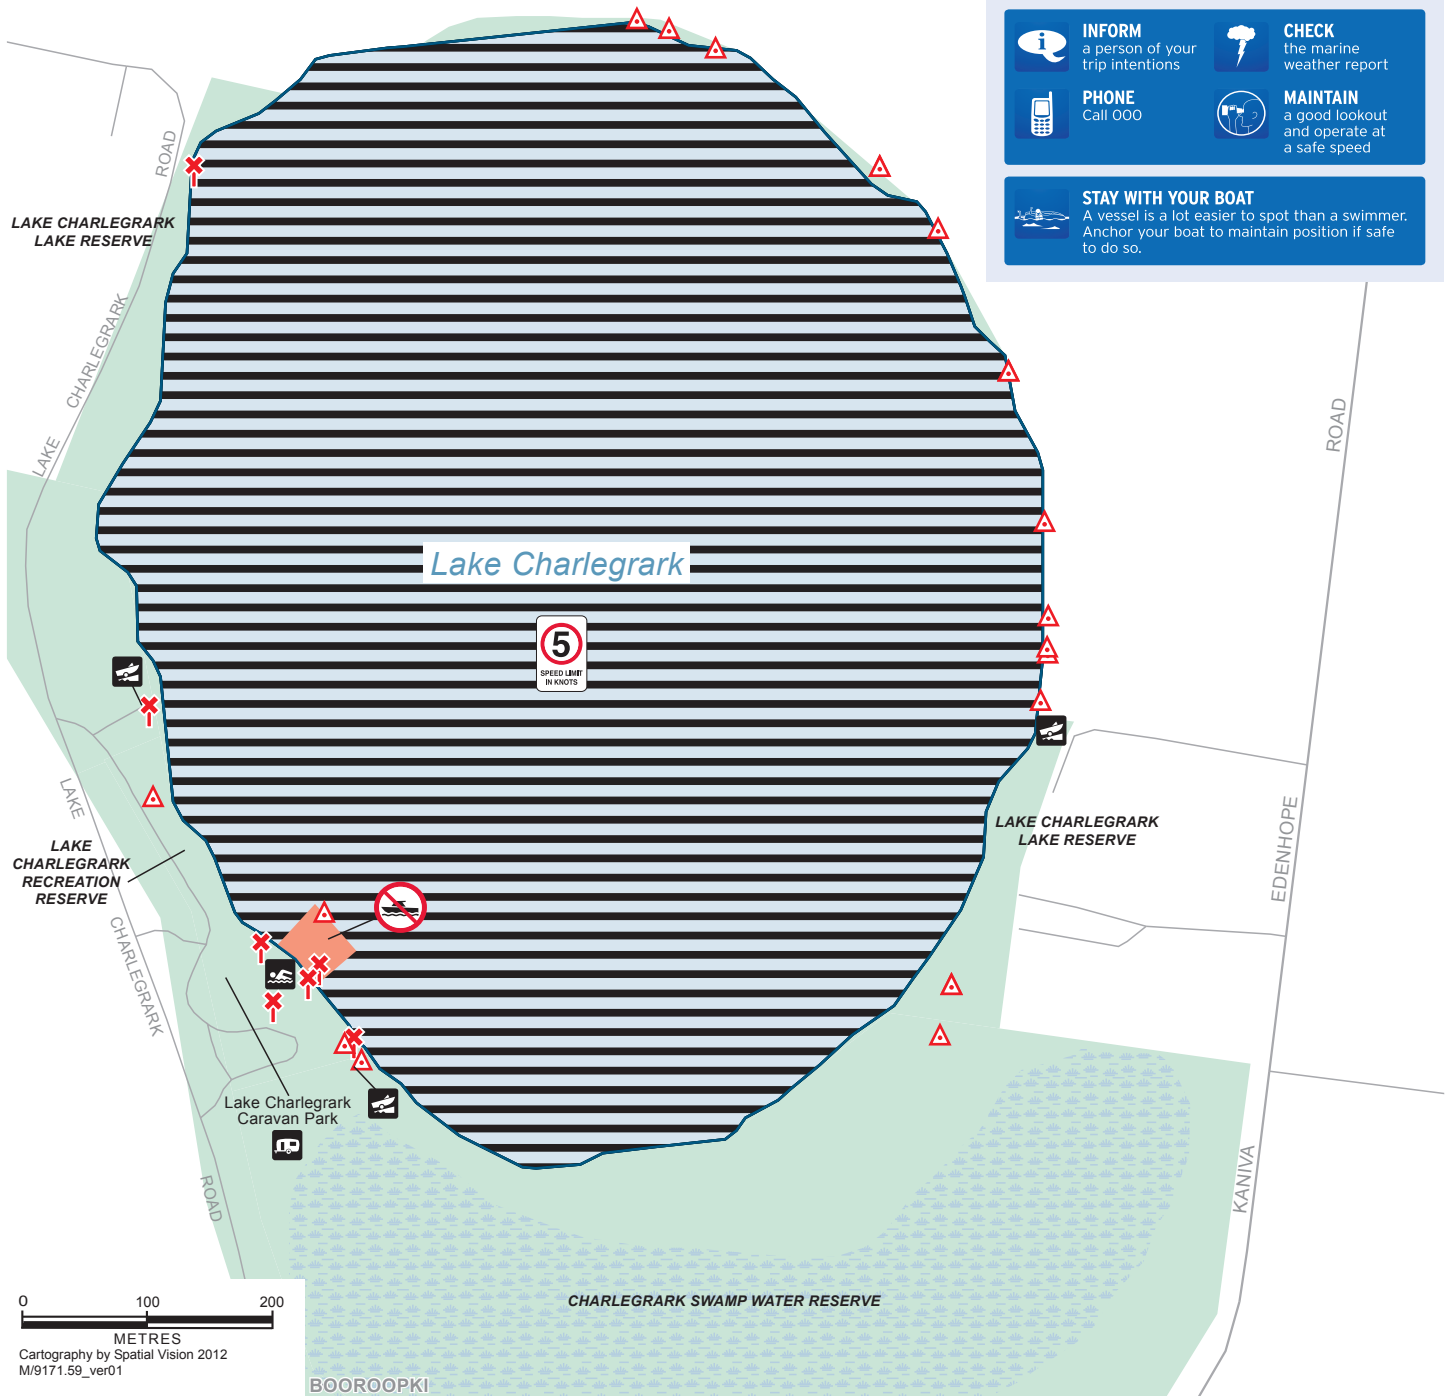 INFORM
a person of your
trip intentions
CHECK
the marine
weather report
PHONE
Call 000
MAINTAIN
a good lookout
and operate at
a safe speed
STAY WITH YOUR BOAT
A vessel is a lot easier to spot than a swimmer.
Anchor your boat to maintain position if safe
to do so.
ROAD
LAKE CHARLEGRARK
LAKE RESERVE
CHARLEGRARK
LAKE
ROAD
Lake Charlegrark
5
SPEED LIMIT
IN KNOTS
LAKE
LAKE CHARLEGRARK
LAKE RESERVE
EDENHOPE
LAKE
CHARLEGRARK
RECREATION
RESERVE
CHARLEGRARK
Lake Charlegrark
Caravan Park
ROAD
KANIVA
CHARLEGRARK SWAMP WATER RESERVE
0 100 200
METRES
Cartography by Spatial Vision 2012
M/9171.59_ver01
BOOROOPKI